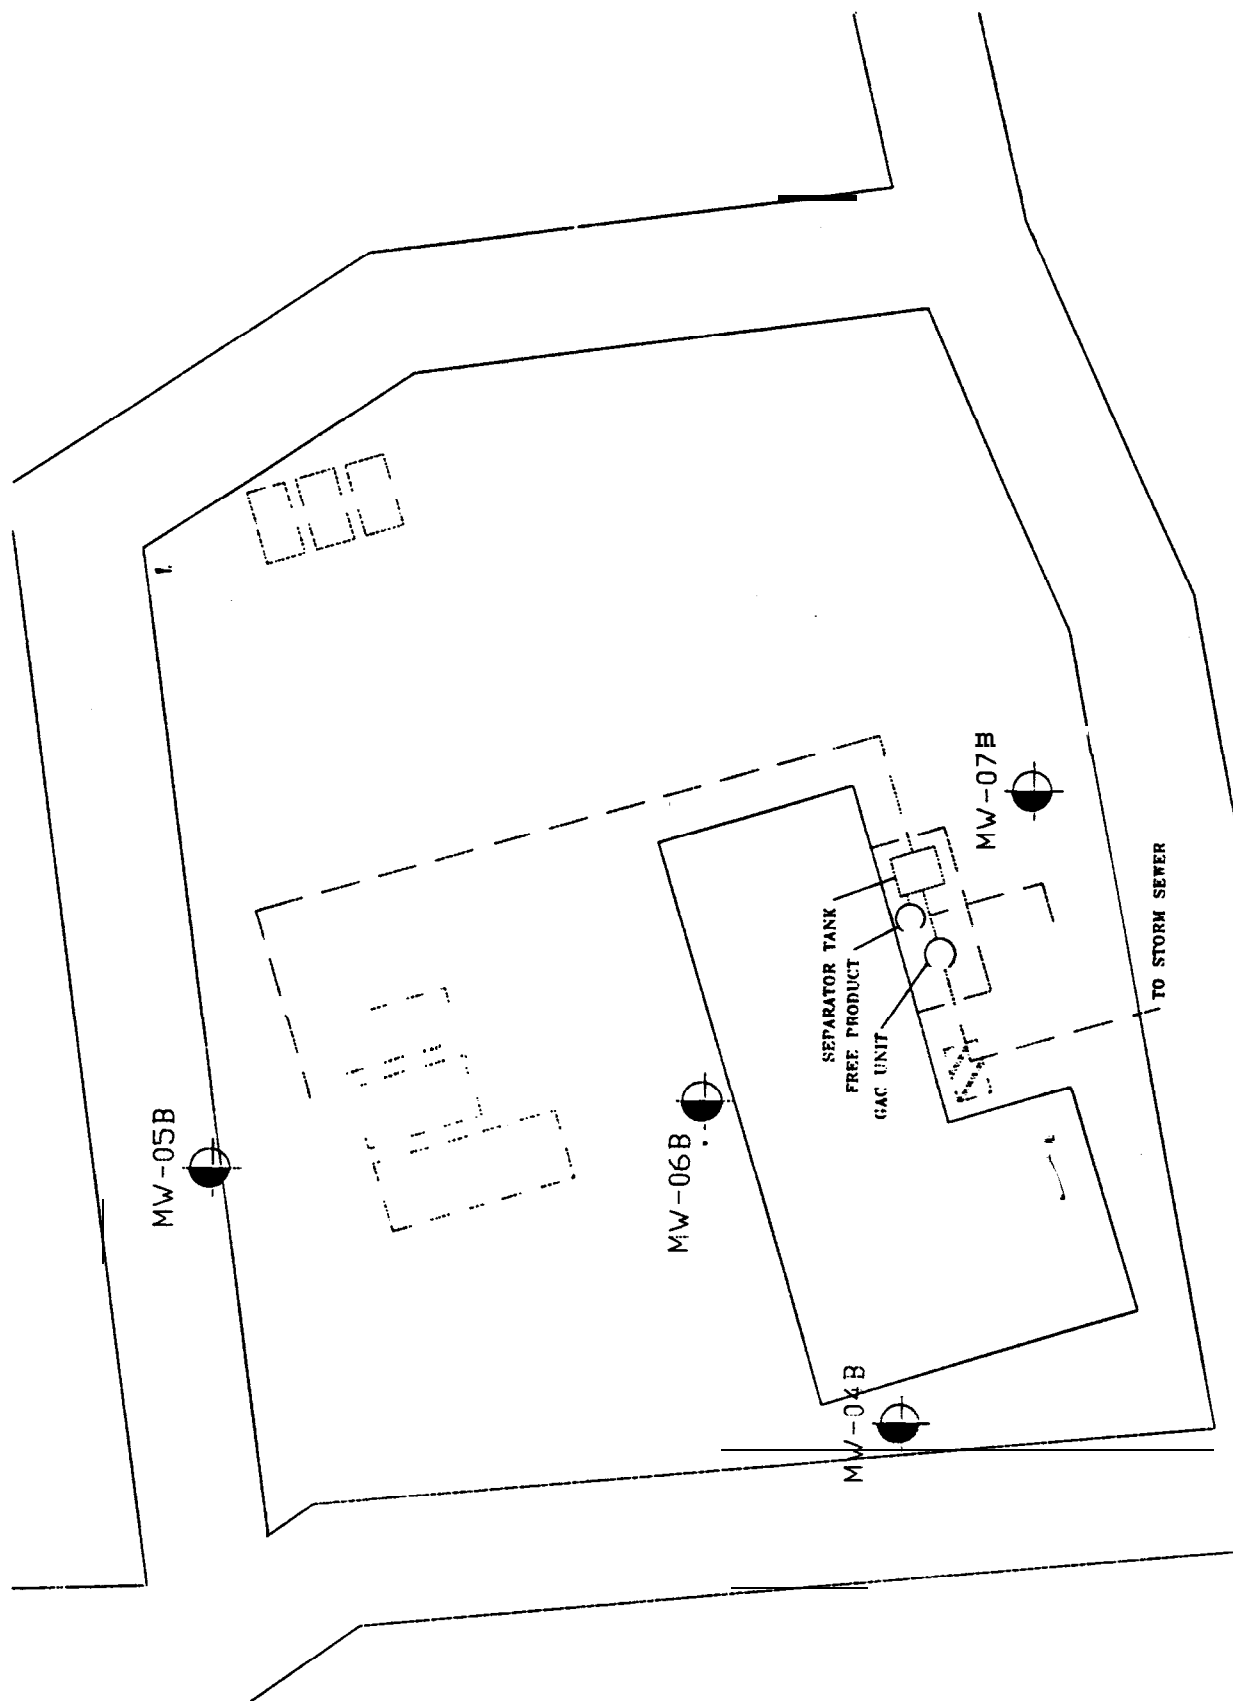 MW-05B
MW-06B
MW-04B
SEPARATOR TANK
FREE PRODUCT
GAC UNIT
MW-07B
TO STORM SEWER